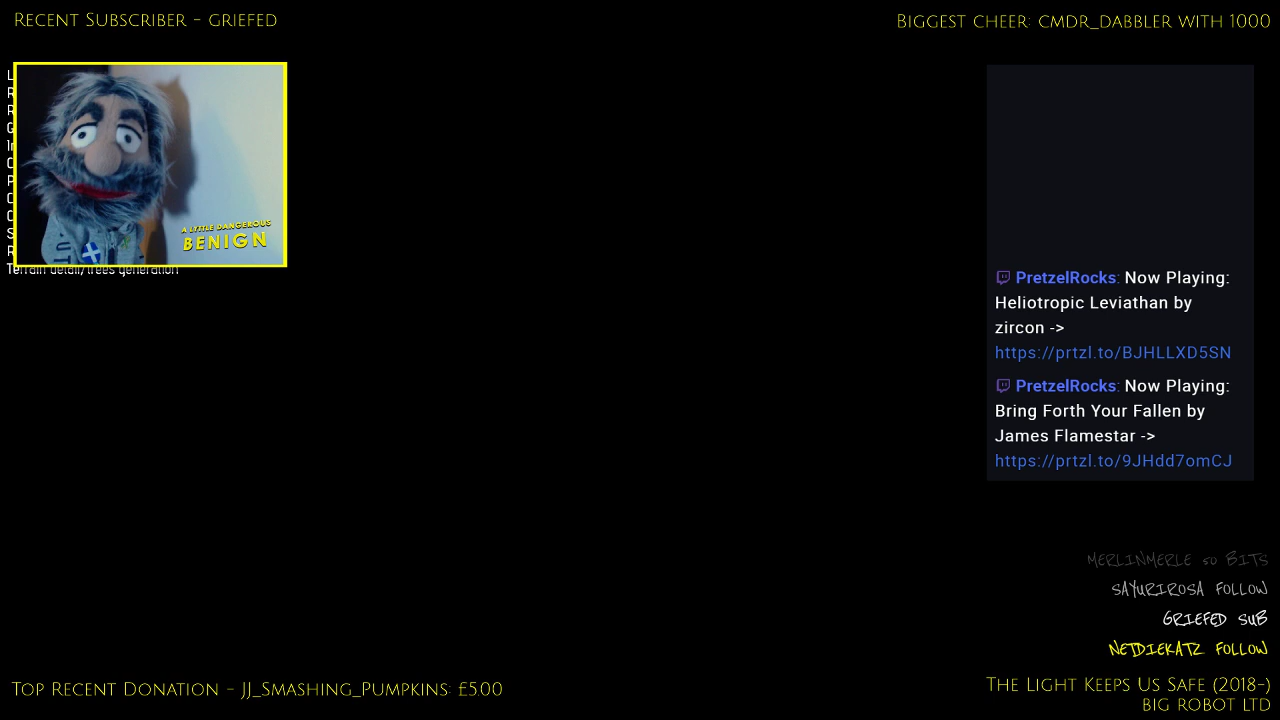 Recent Subscriber - griefed
Biggest cheer: cmdr_dabbler with 1000
A LYTTLE DANGEROUS
BENIGN
Terrain detail/trees generation
PretzelRocks: Now Playing:
Heliotropic Leviathan by
zircon ->
https://prtzl.to/BJHLLXD5SN
PretzelRocks: Now Playing:
Bring Forth Your Fallen by
James Flamestar ->
https://prtzl.to/9JHdd7omCJ
MERLINMERLE 50 BITS
SAYURIROSA FOLLOW
GRIEFED SUB
NETDIEKATZ FOLLOW
Top Recent Donation - JJ_Smashing_Pumpkins: £5.00
The Light Keeps Us Safe (2018-)
BIG ROBOT LTD